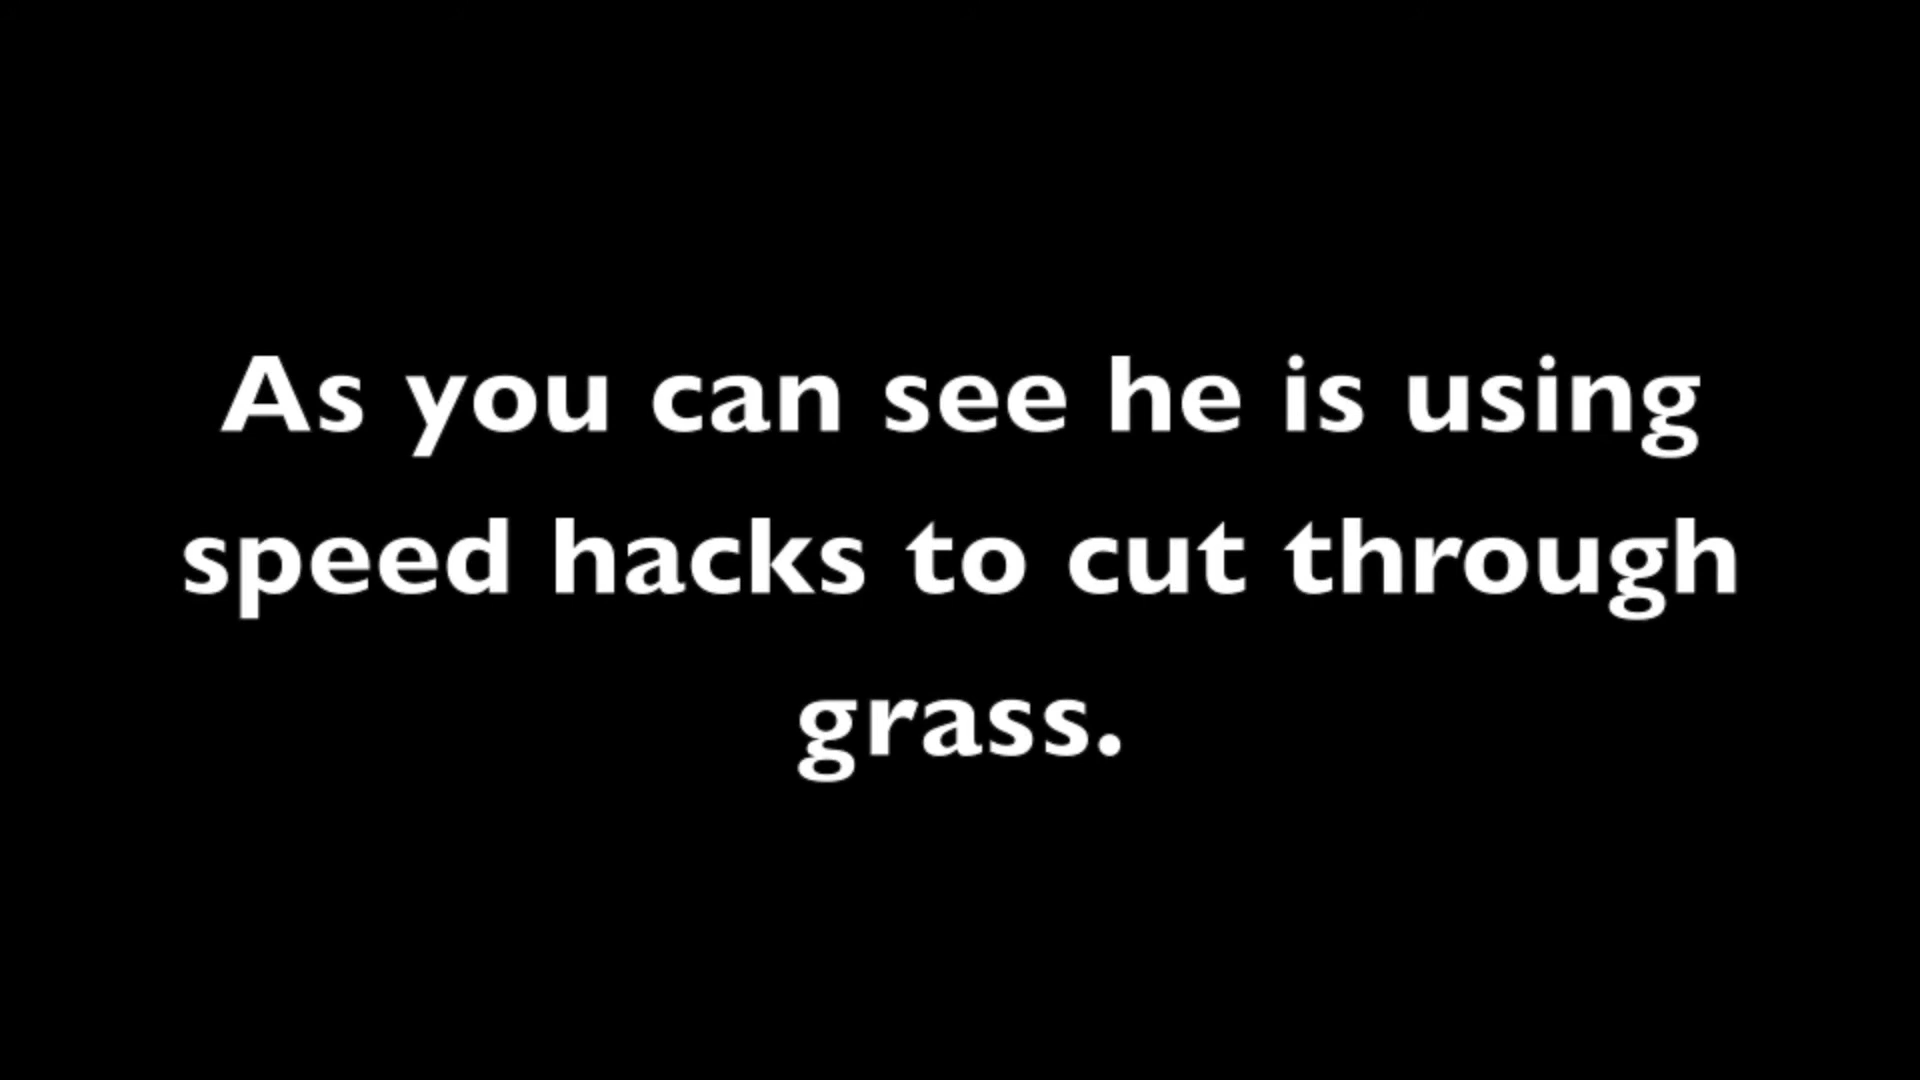 As you can see he is using
speed hacks to cut through
grass.